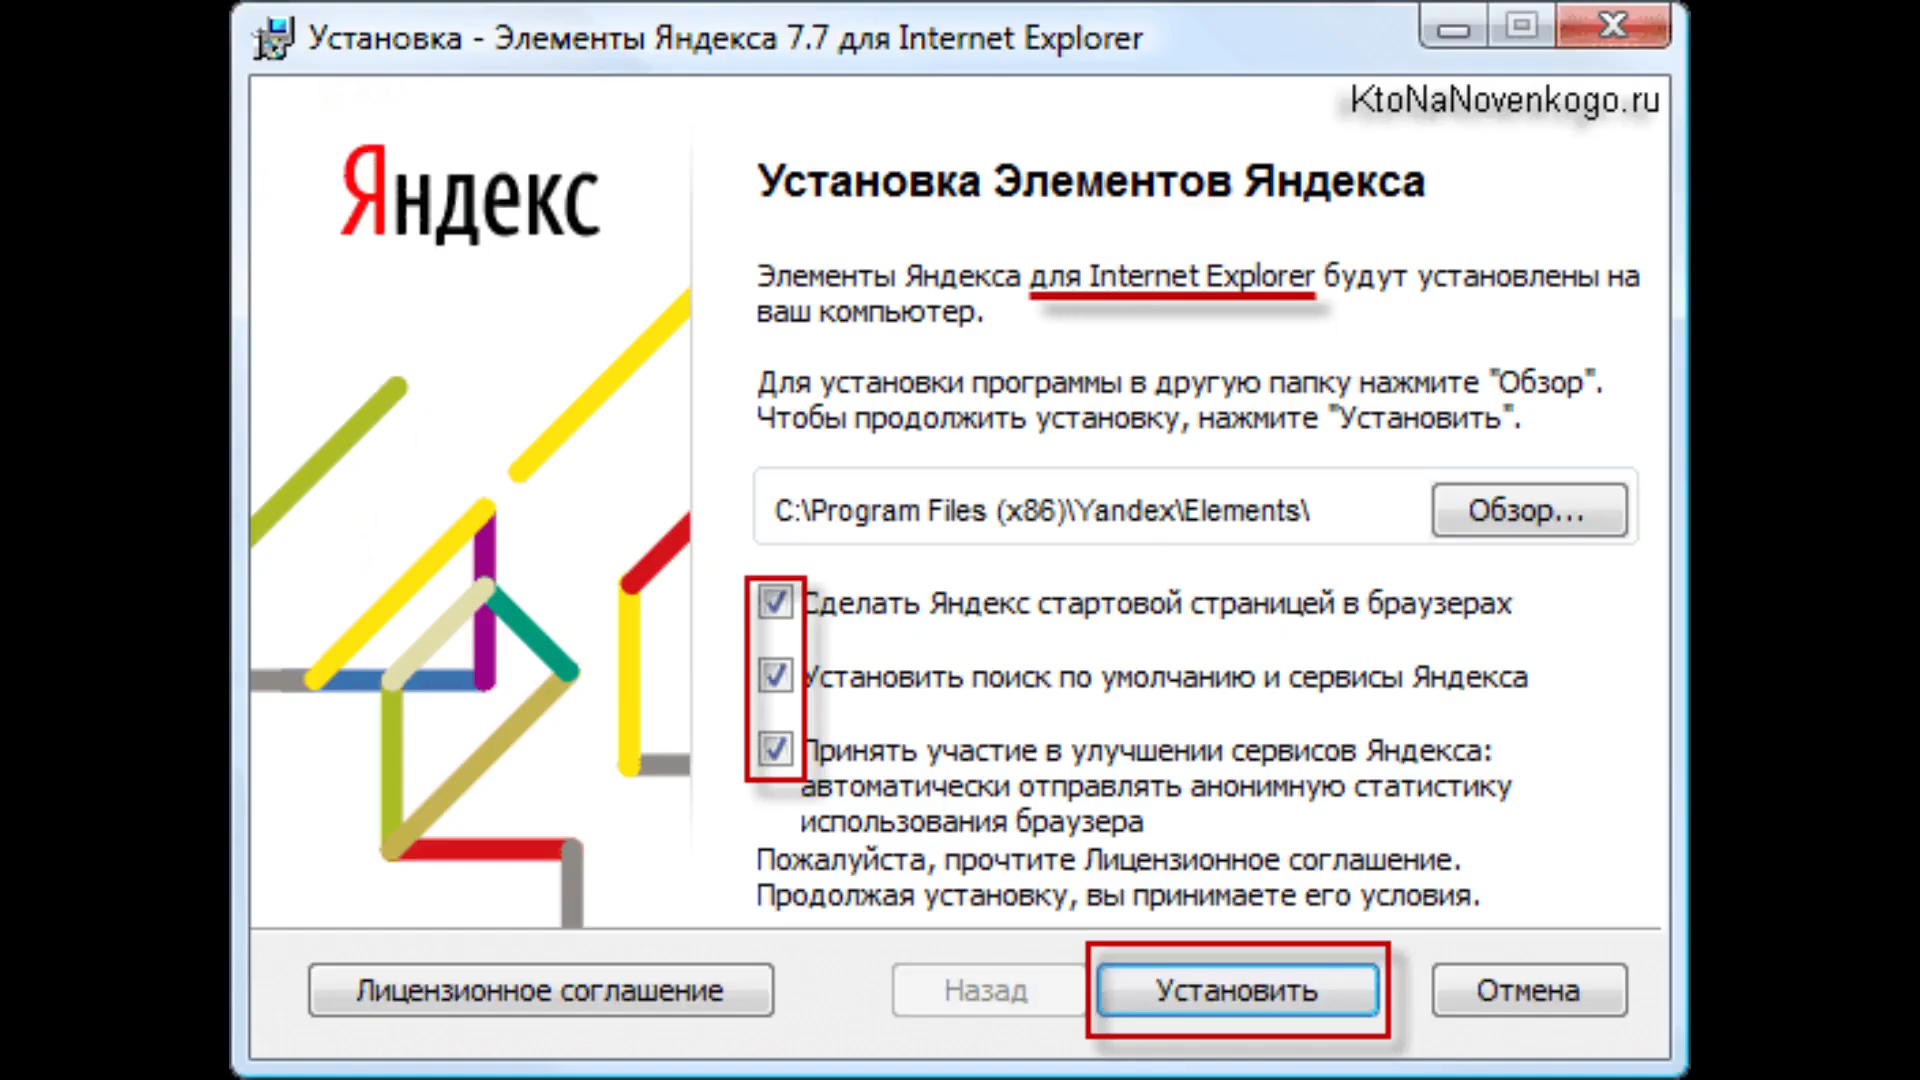 Установка - Элементы Яндекса 7.7 для Internet Explorer
KtoNaNovenkogo.ru
Яндекс
Установка Элементов Яндекса
Элементы Яндекса для Internet Explorer будут установлены на
ваш компьютер.
Для установки программы в другую папку нажмите "Обзор".
Чтобы продолжить установку, нажмите "Установить".
C:\Program Files (x86)\Yandex\Elements\
Обзор...
Сделать Яндекс стартовой страницей в браузерах
Установить поиск по умолчанию и сервисы Яндекса
Принять участие в улучшении сервисов Яндекса:
автоматически отправлять анонимную статистику
использования браузера
Пожалуйста, прочтите Лицензионное соглашение.
Продолжая установку, вы принимаете его условия.
Лицензионное соглашение
Назад
Установить
Отмена